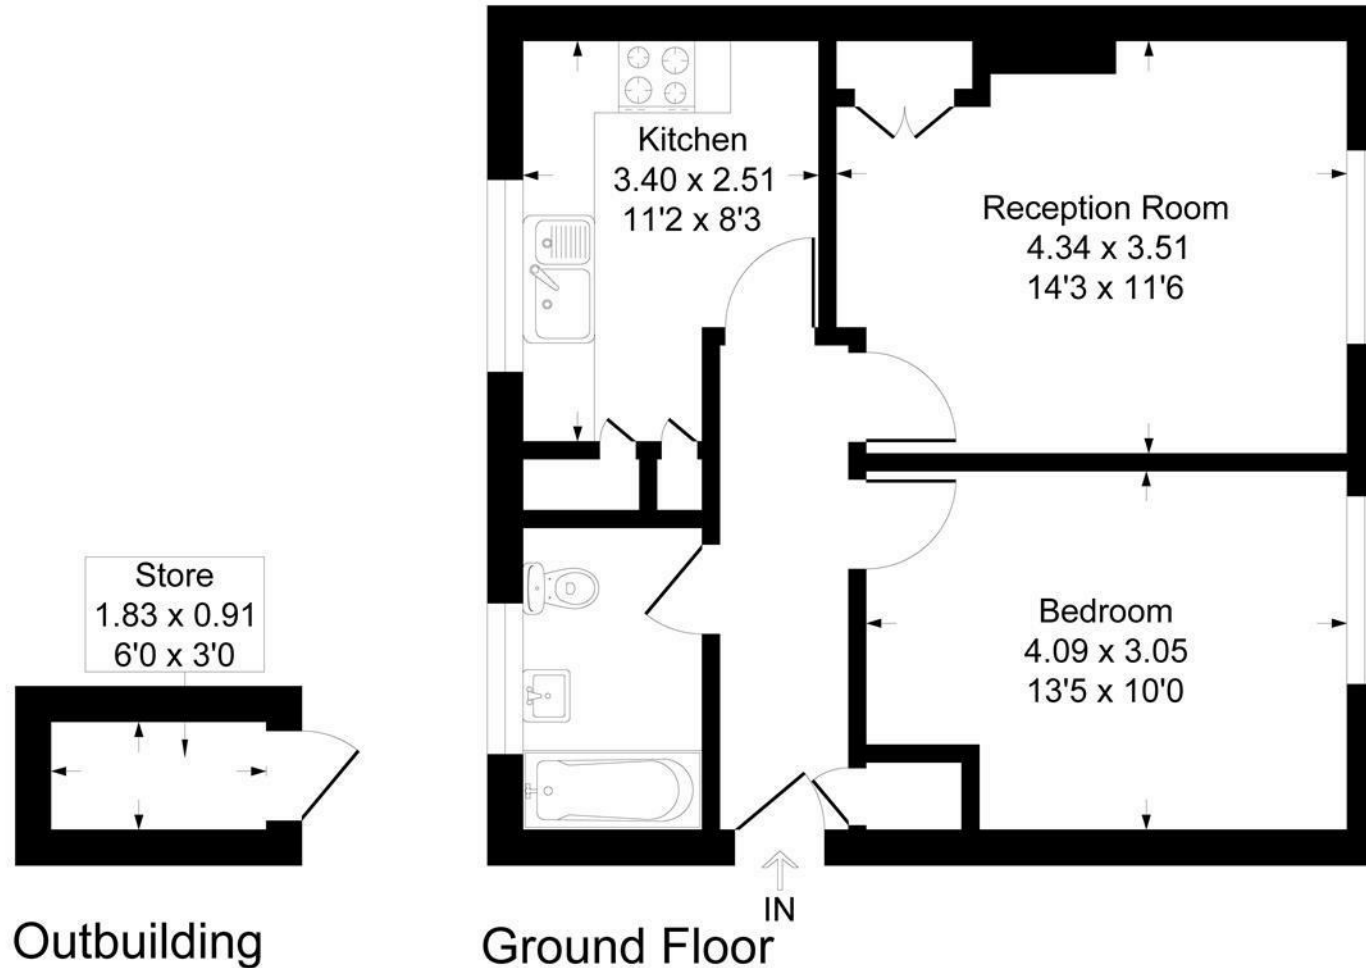 Kitchen
3.40 x 2.51
11'2 x 8'3
Reception Room
4.34 x 3.51
14'3 x 11'6
Store
1.83 x 0.91
6'0 x 3'0
Bedroom
4.09 x 3.05
13'5 x 10'0
IN
Outbuilding
Ground Floor